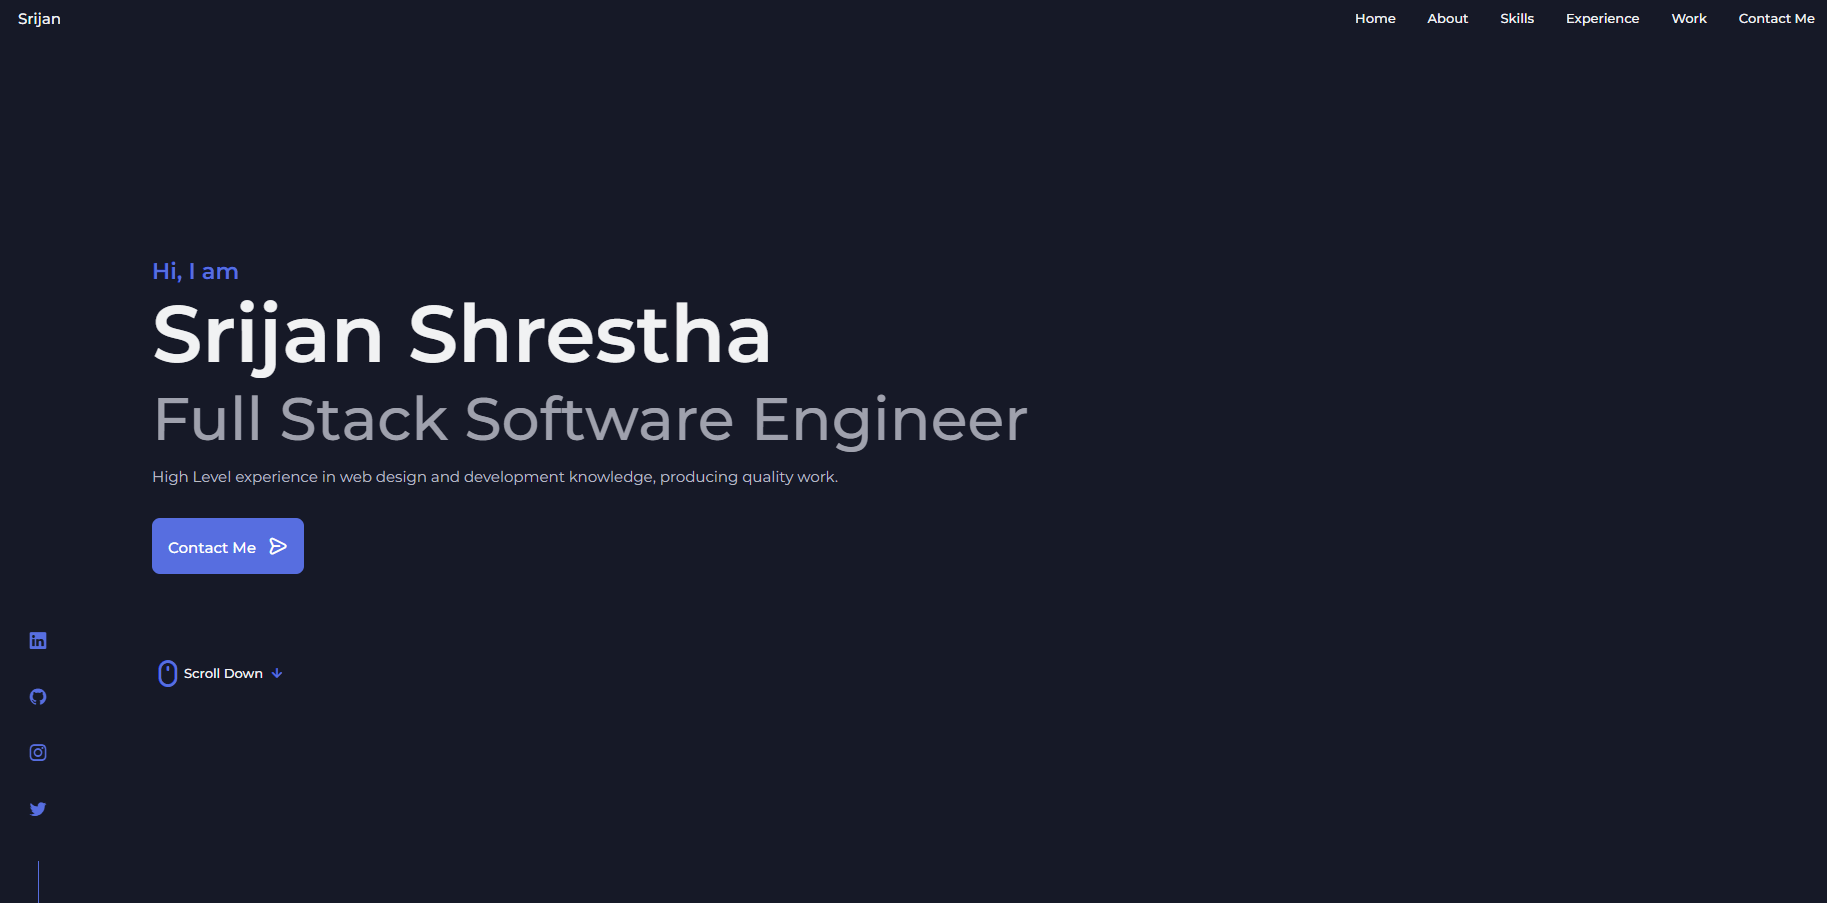 Srijan
Home About Skills Experience Work Contact Me
Hi, I am
Srijan Shrestha
Full Stack Software Engineer
High Level experience in web design and development knowledge, producing quality work.
Contact Me
Scroll Down